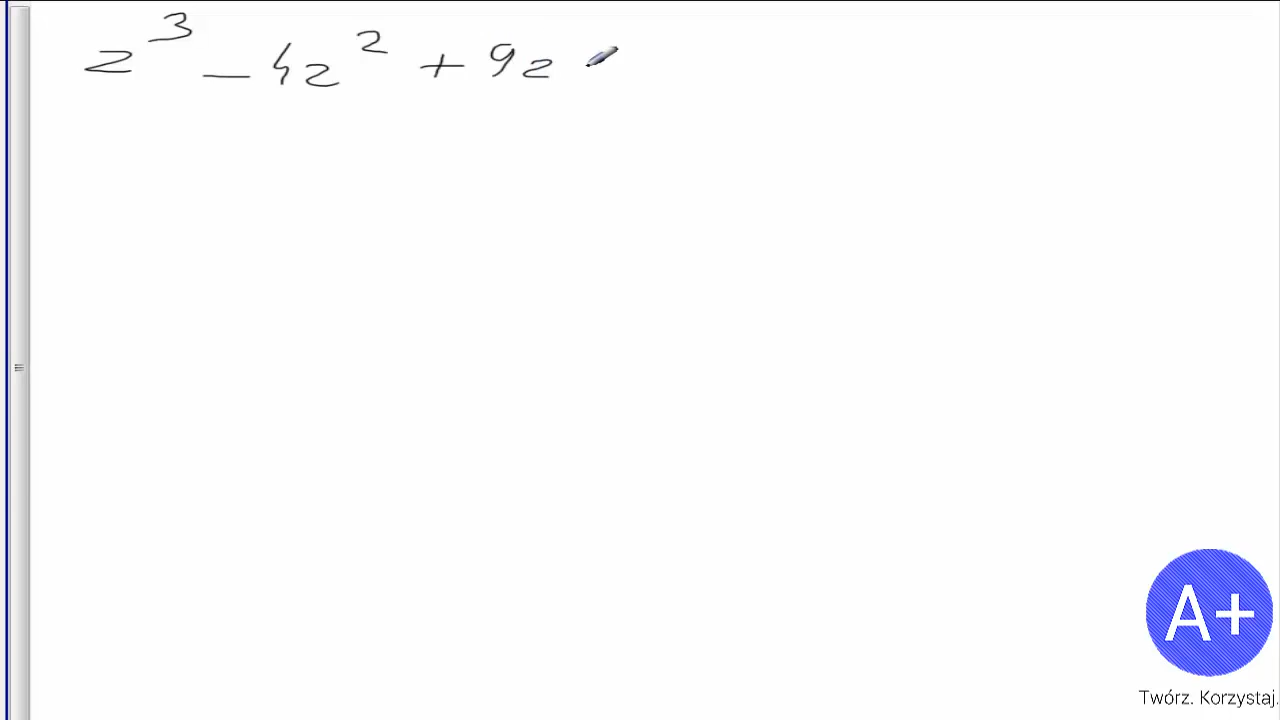 z³ - 4z² + 9z
A+
Twórz. Korzystaj.